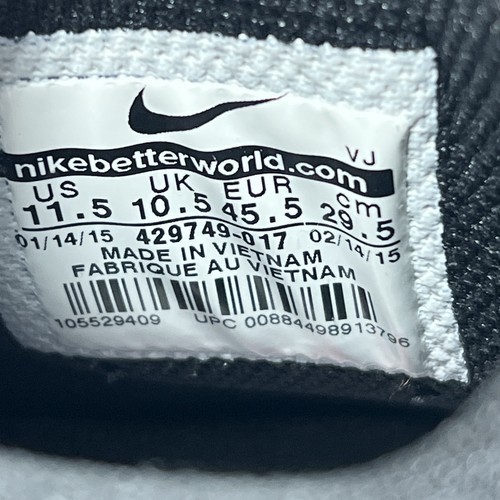 VJ
nikebetterworld.com
US UK EUR cm
11.5 10.5 45.5 29.5
01/14/15 429749-017 02/14/15
MADE IN VIETNAM
FABRIQUE AU VIETNAM
105529409 UPC 00884498913796